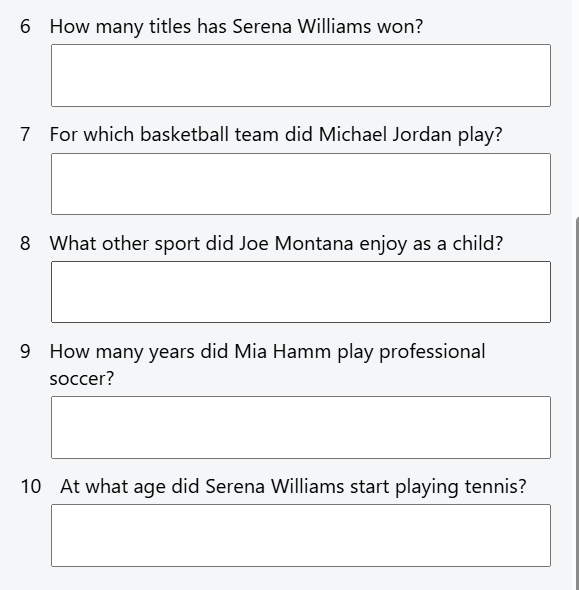 6 How many titles has Serena Williams won?
7 For which basketball team did Michael Jordan play?
8 What other sport did Joe Montana enjoy as a child?
9 How many years did Mia Hamm play professional
soccer?
10 At what age did Serena Williams start playing tennis?